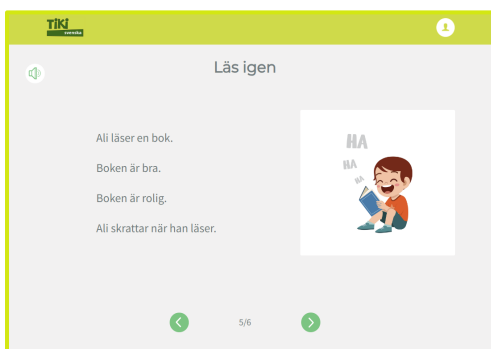 TIKI
svenska
Läs igen
Ali läser en bok.
Boken är bra.
Boken är rolig.
Ali skrattar när han läser.
HA
HA
HA
5/6